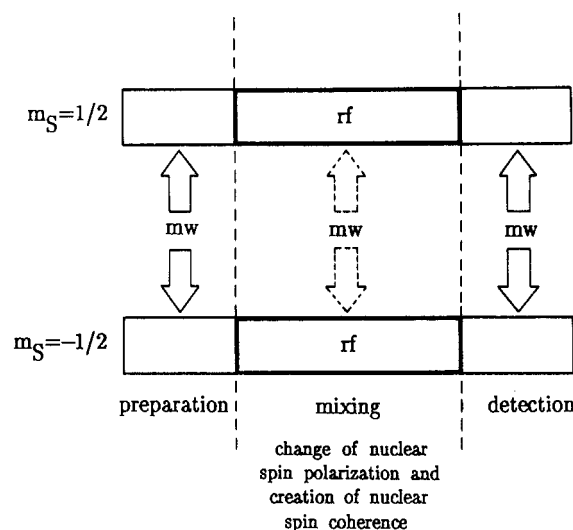 m_S=1/2
rf
mw mw mw
m_S=−1/2
rf
preparation mixing detection
change of nuclear
spin polarization and
creation of nuclear
spin coherence